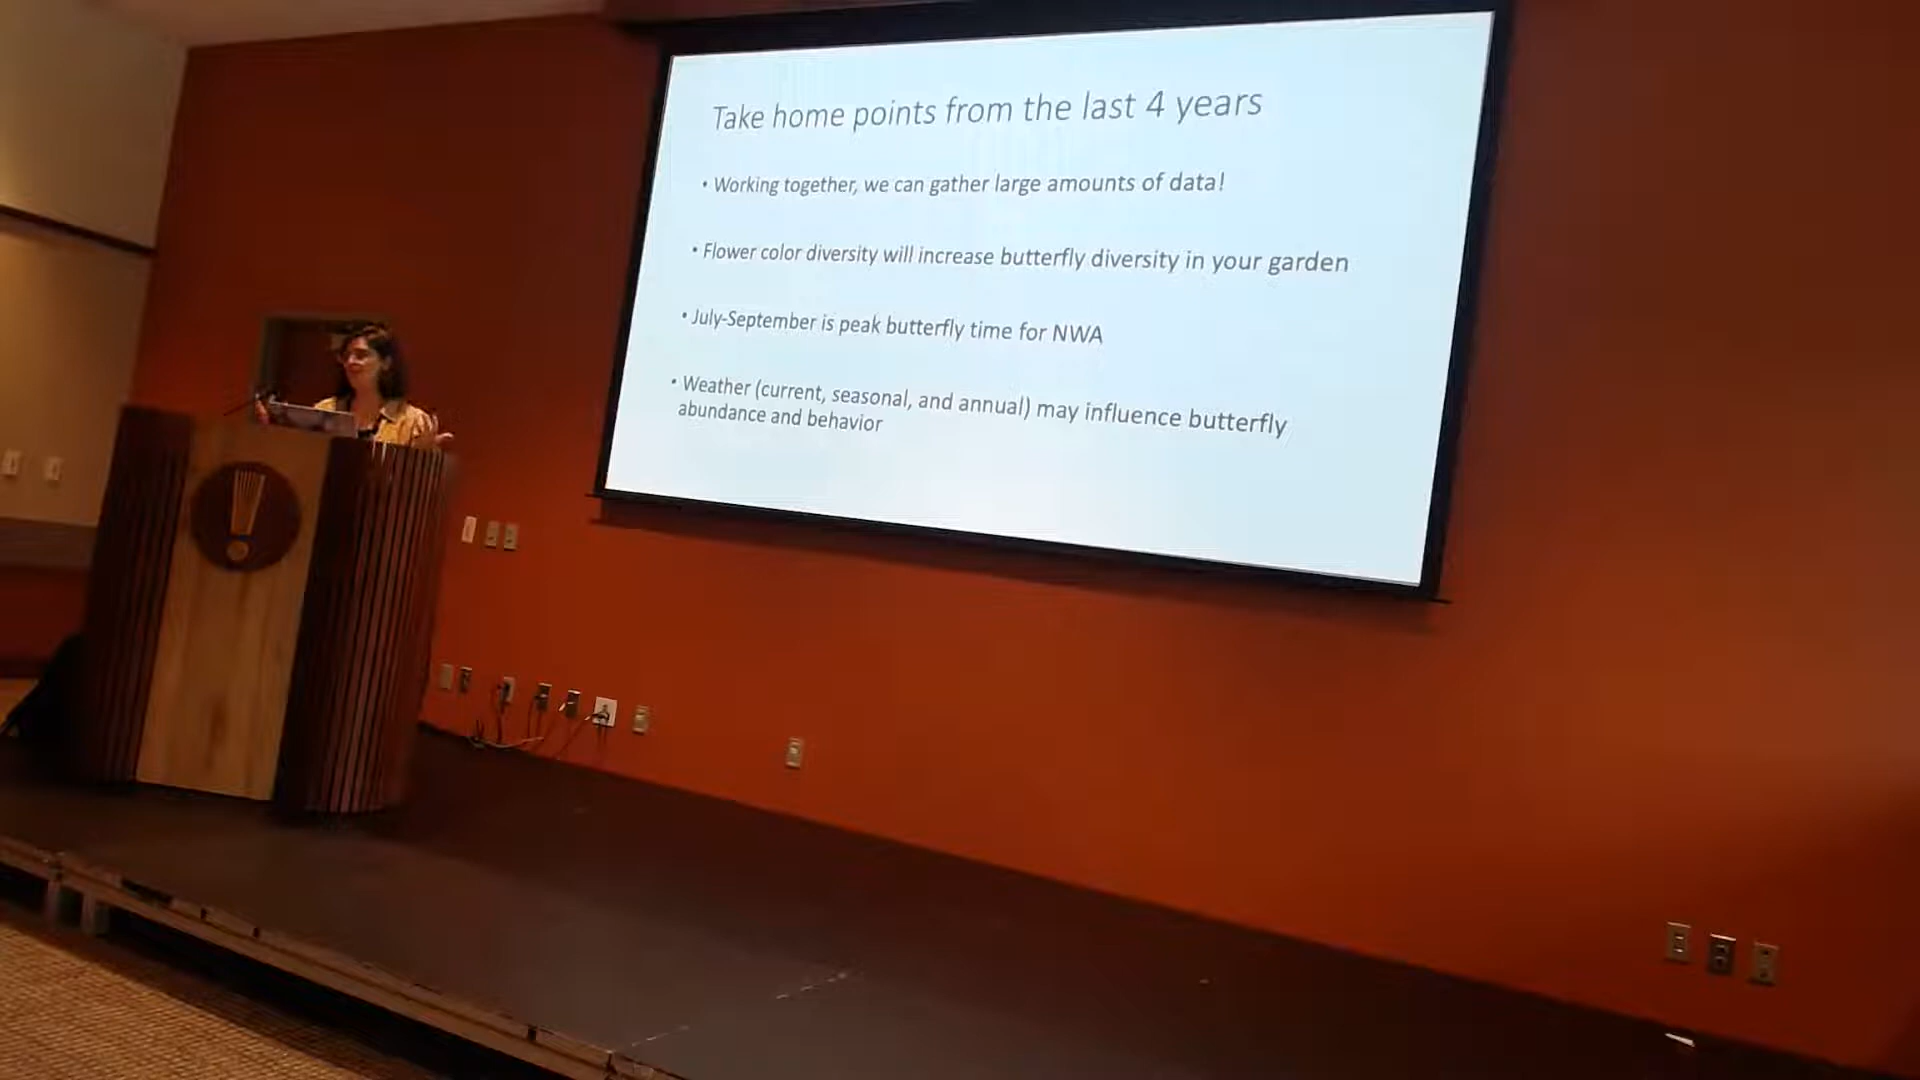 Take home points from the last 4 years
• Working together, we can gather large amounts of data!
• Flower color diversity will increase butterfly diversity in your garden
• July-September is peak butterfly time for NWA
• Weather (current, seasonal, and annual) may influence butterfly
abundance and behavior